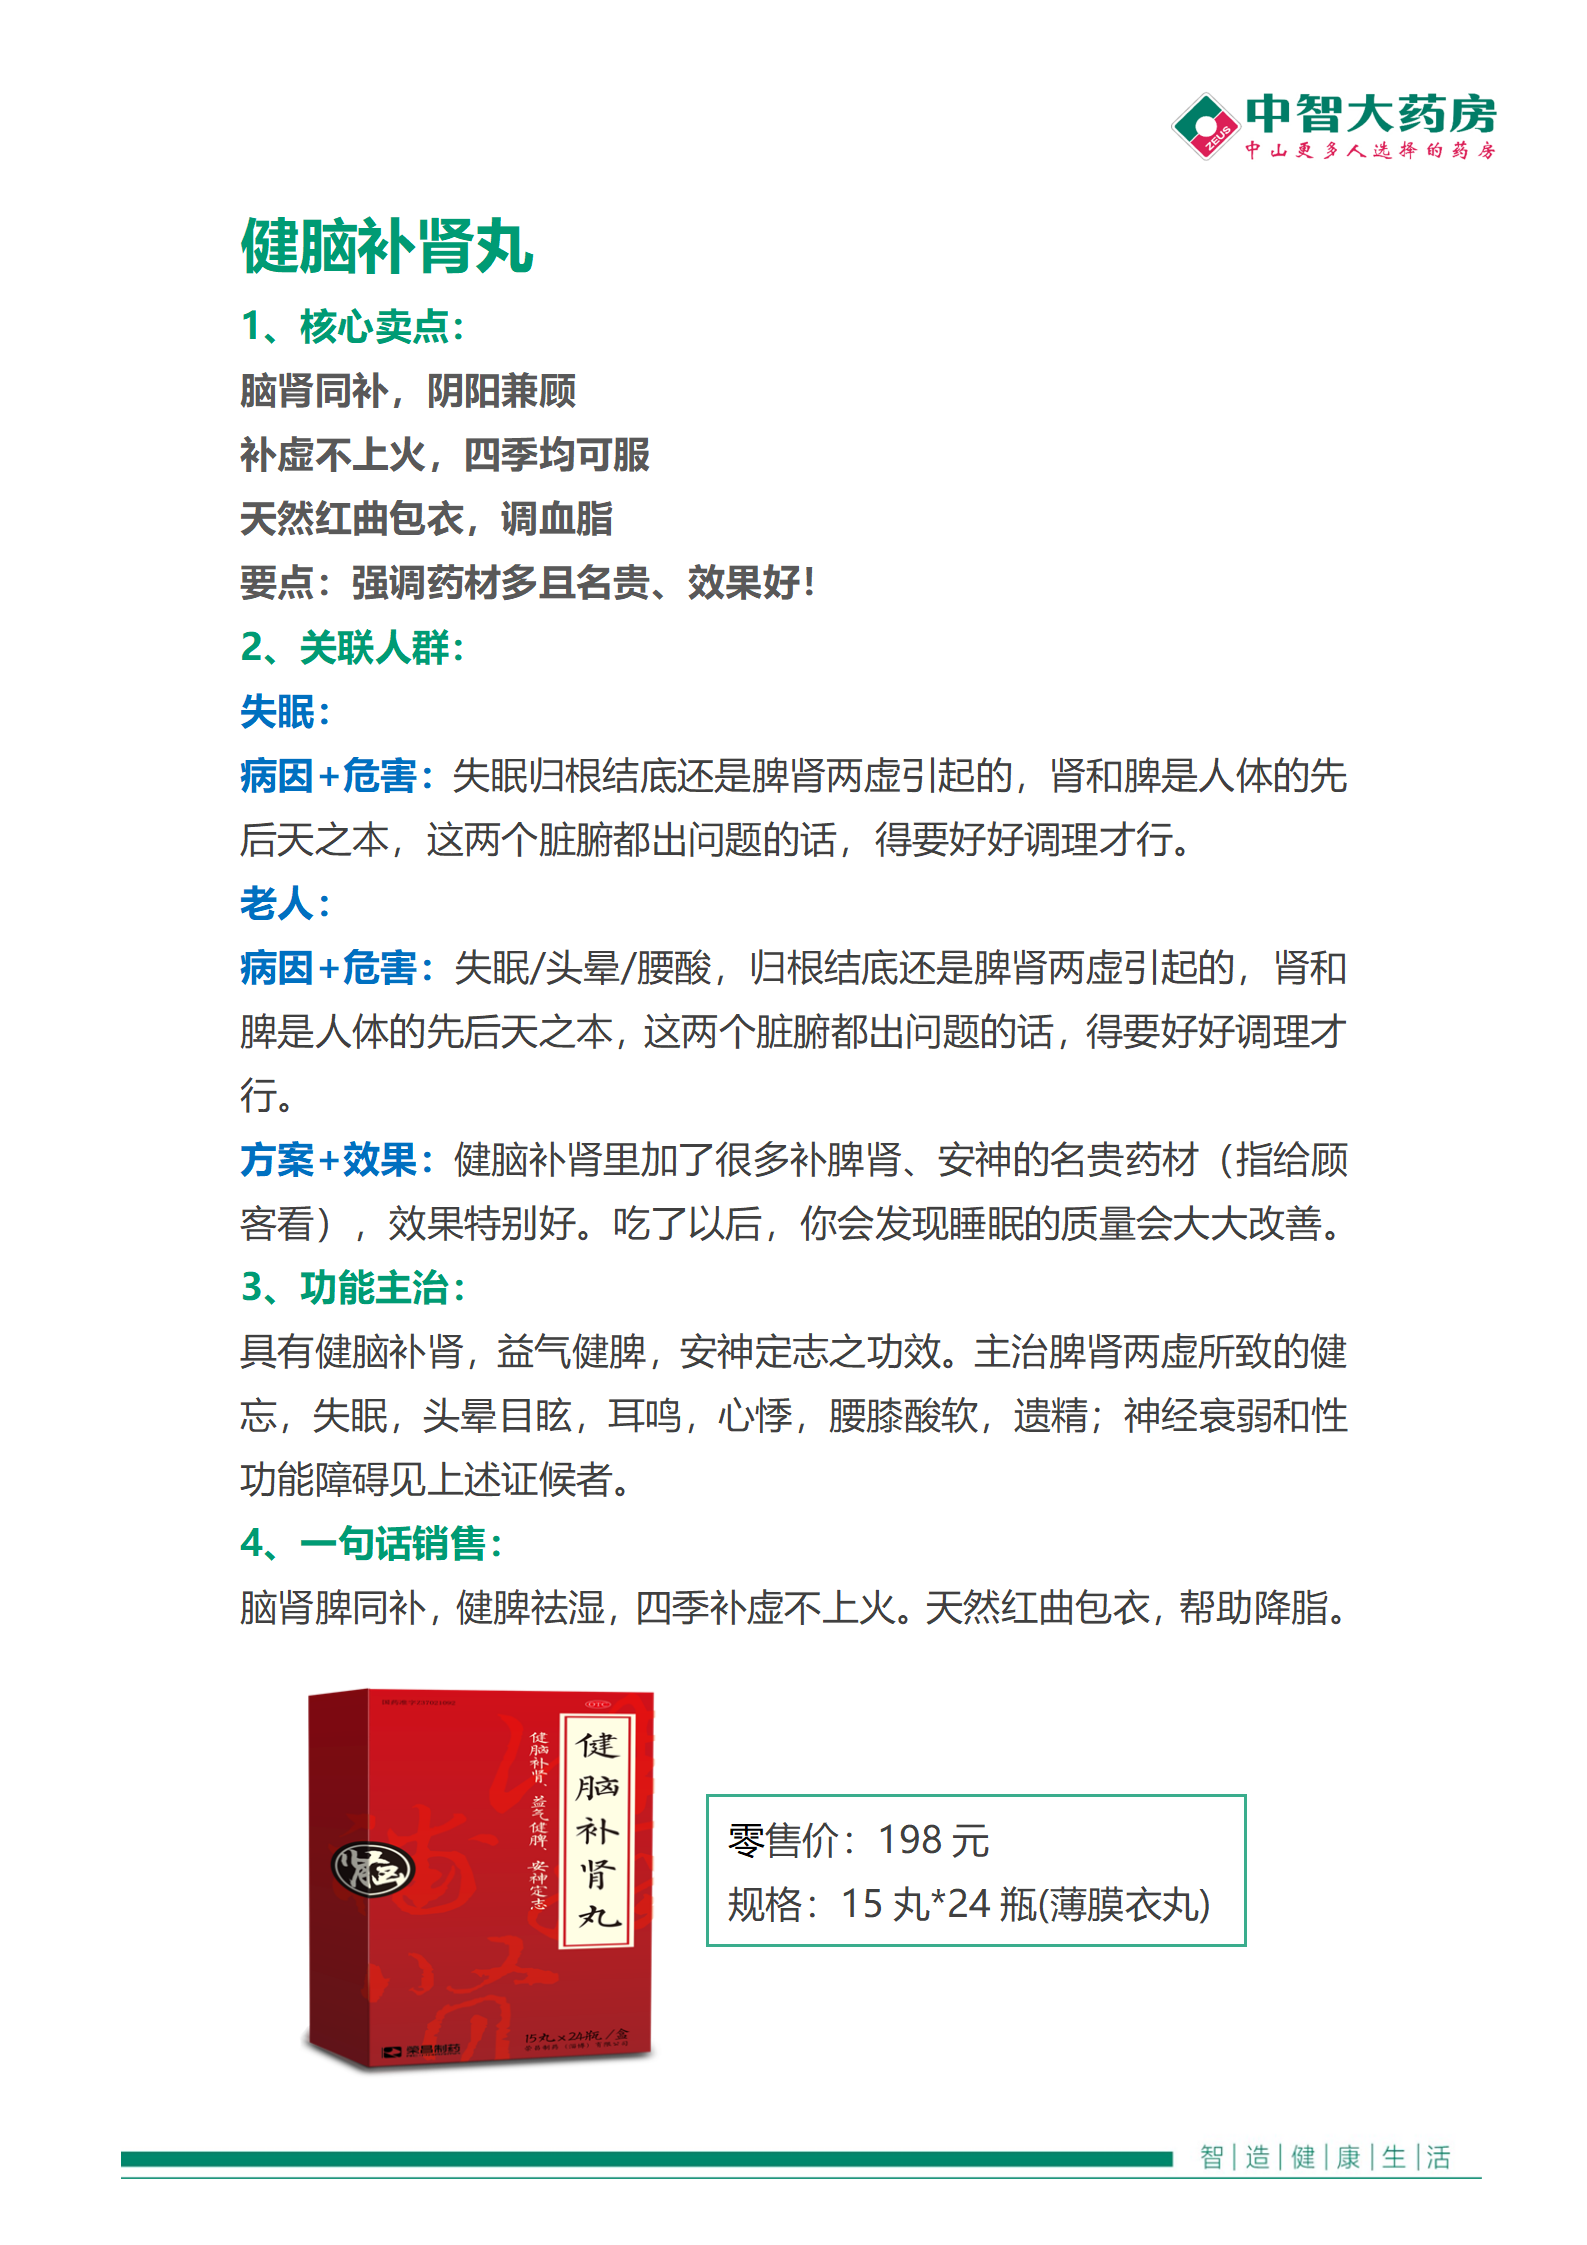 中智大药房
ZEUS
中山更多人选择的药房
健脑补肾丸
1、核心卖点：
脑肾同补，阴阳兼顾
补虚不上火，四季均可服
天然红曲包衣，调血脂
要点：强调药材多且名贵、效果好！
2、关联人群：
失眠：
病因+危害：失眠归根结底还是脾肾两虚引起的，肾和脾是人体的先
后天之本，这两个脏腑都出问题的话，得要好好调理才行。
老人：
病因+危害：失眠/头晕/腰酸，归根结底还是脾肾两虚引起的，肾和
脾是人体的先后天之本，这两个脏腑都出问题的话，得要好好调理才
行。
方案+效果：健脑补肾里加了很多补脾肾、安神的名贵药材（指给顾
客看），效果特别好。吃了以后，你会发现睡眠的质量会大大改善。
3、功能主治：
具有健脑补肾，益气健脾，安神定志之功效。主治脾肾两虚所致的健
忘，失眠，头晕目眩，耳鸣，心悸，腰膝酸软，遗精；神经衰弱和性
功能障碍见上述证候者。
4、一句话销售：
脑肾脾同补，健脾祛湿，四季补虚不上火。天然红曲包衣，帮助降脂。
OTC
健脑补肾丸
健脑补肾、益气健脾、安神定志
15丸×24瓶/盒
荣昌制药
零售价：198 元
规格：15 丸*24 瓶(薄膜衣丸)
智|造|健|康|生|活